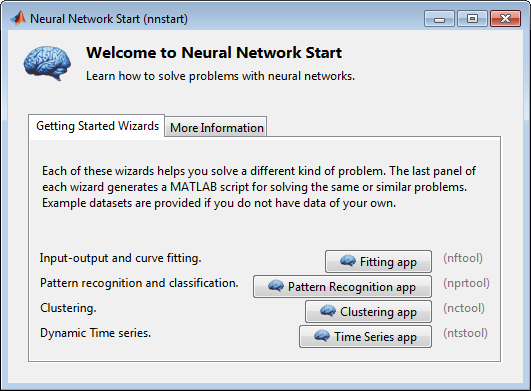 Neural Network Start (nnstart)
Welcome to Neural Network Start
Learn how to solve problems with neural networks.
Getting Started Wizards More Information
Each of these wizards helps you solve a different kind of problem. The last panel of
each wizard generates a MATLAB script for solving the same or similar problems.
Example datasets are provided if you do not have data of your own.
Input-output and curve fitting. Fitting app (nftool)
Pattern recognition and classification. Pattern Recognition app (nprtool)
Clustering. Clustering app (nctool)
Dynamic Time series. Time Series app (ntstool)